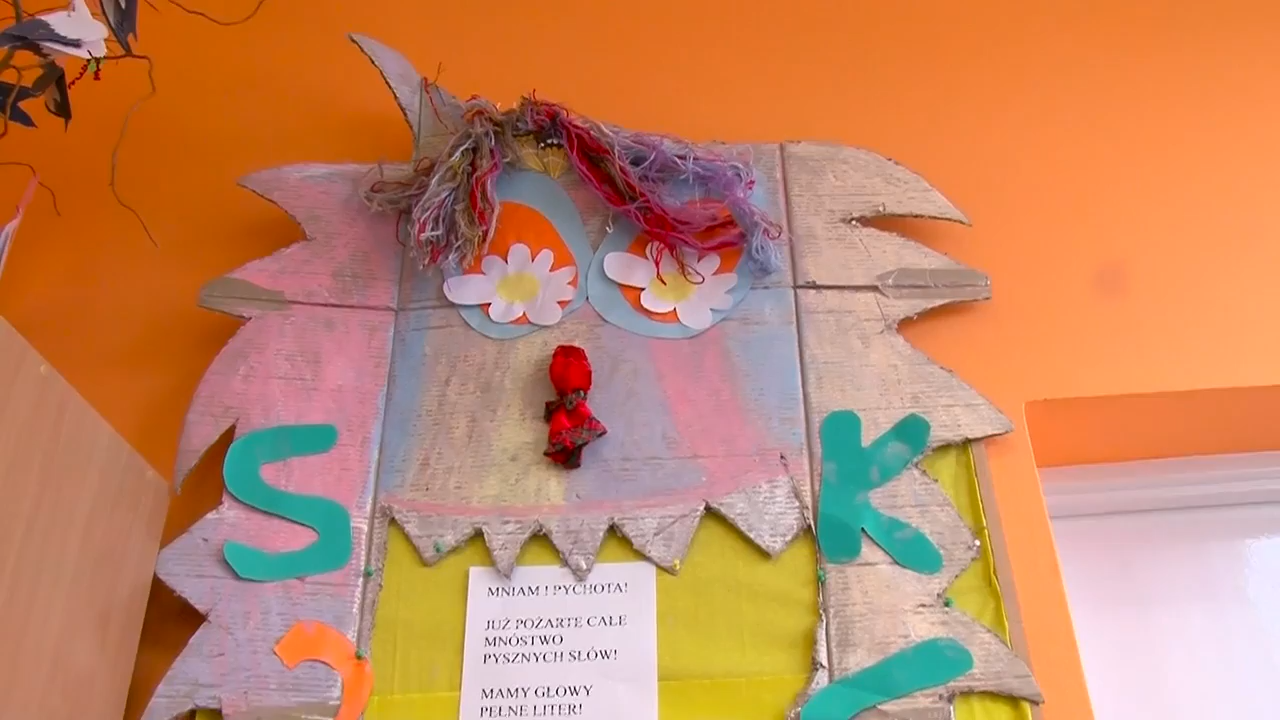 S K
MNIAM I PYCHOTA!
JUŻ POŻARTE CAŁE
MNÓSTWO
PYSZNYCH SŁÓW!
MAMY GŁOWY
PEŁNE LITER!